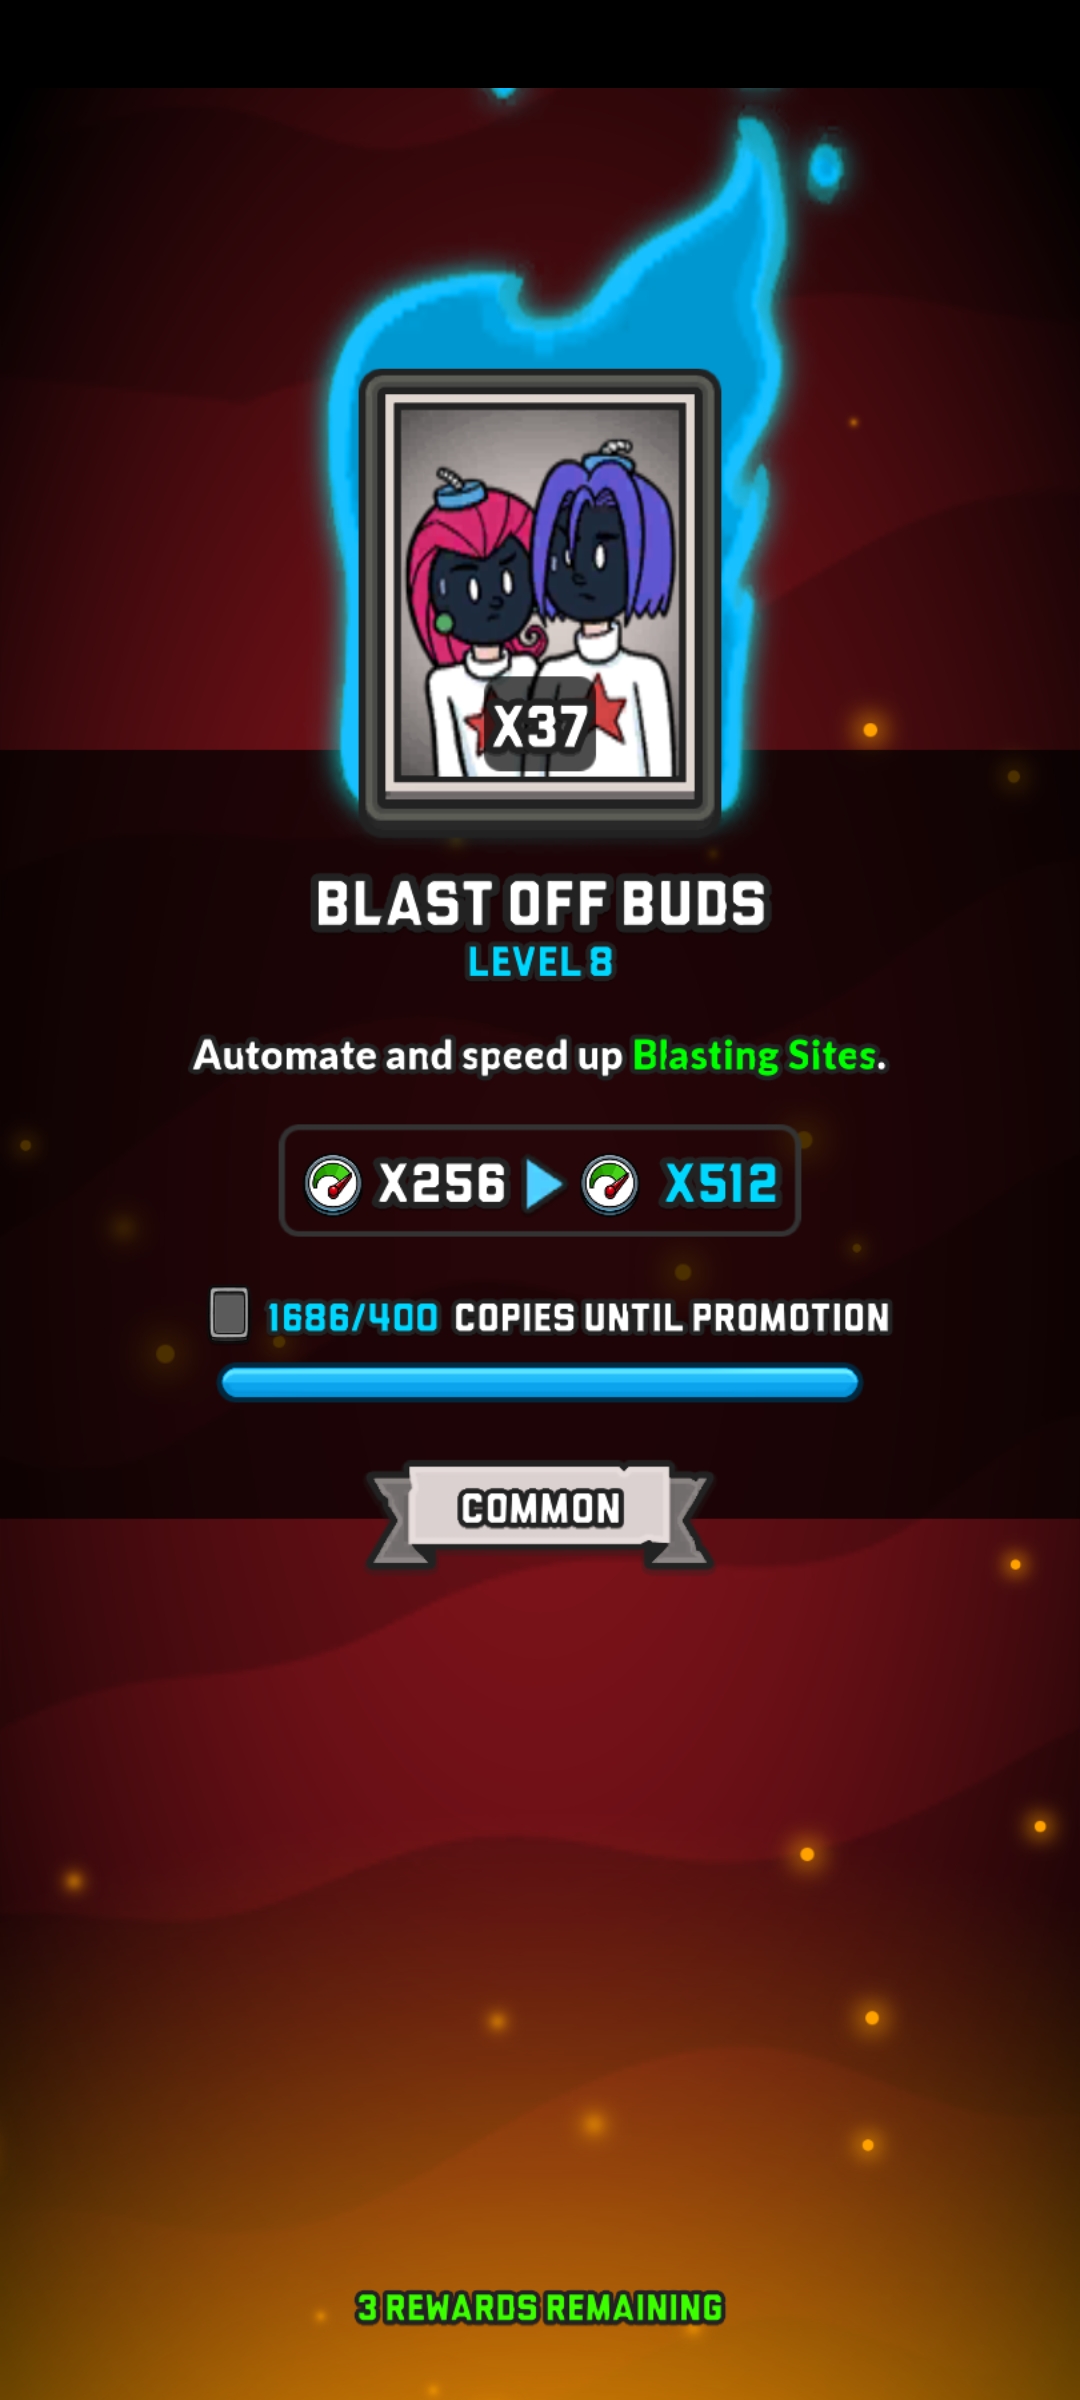 X37
BLAST OFF BUDS
LEVEL 8
Automate and speed up Blasting Sites.
X256 X512
1686/400 COPIES UNTIL PROMOTION
COMMON
3 REWARDS REMAINING